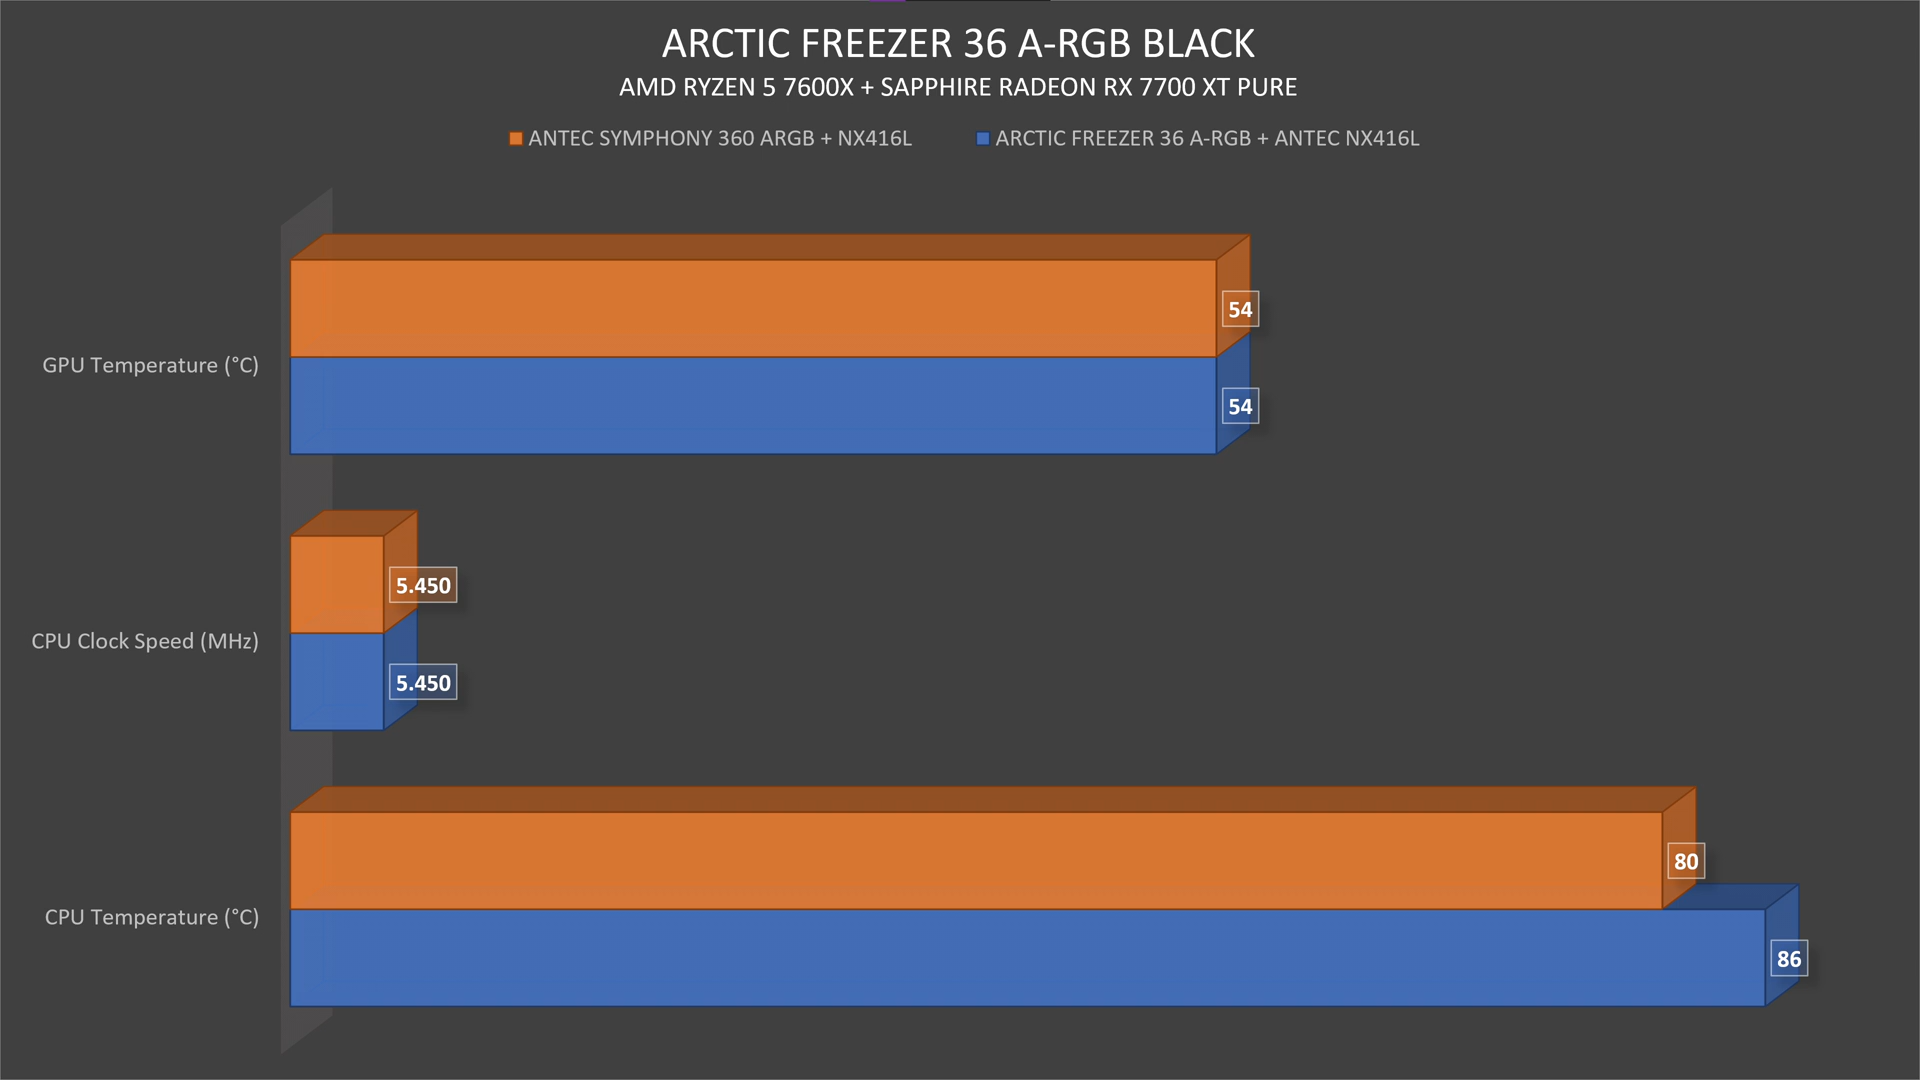 ARCTIC FREEZER 36 A-RGB BLACK
AMD RYZEN 5 7600X + SAPPHIRE RADEON RX 7700 XT PURE
ANTEC SYMPHONY 360 ARGB + NX416L
ARCTIC FREEZER 36 A-RGB + ANTEC NX416L
GPU Temperature (°C)
54
54
CPU Clock Speed (MHz)
5.450
5.450
CPU Temperature (°C)
80
86